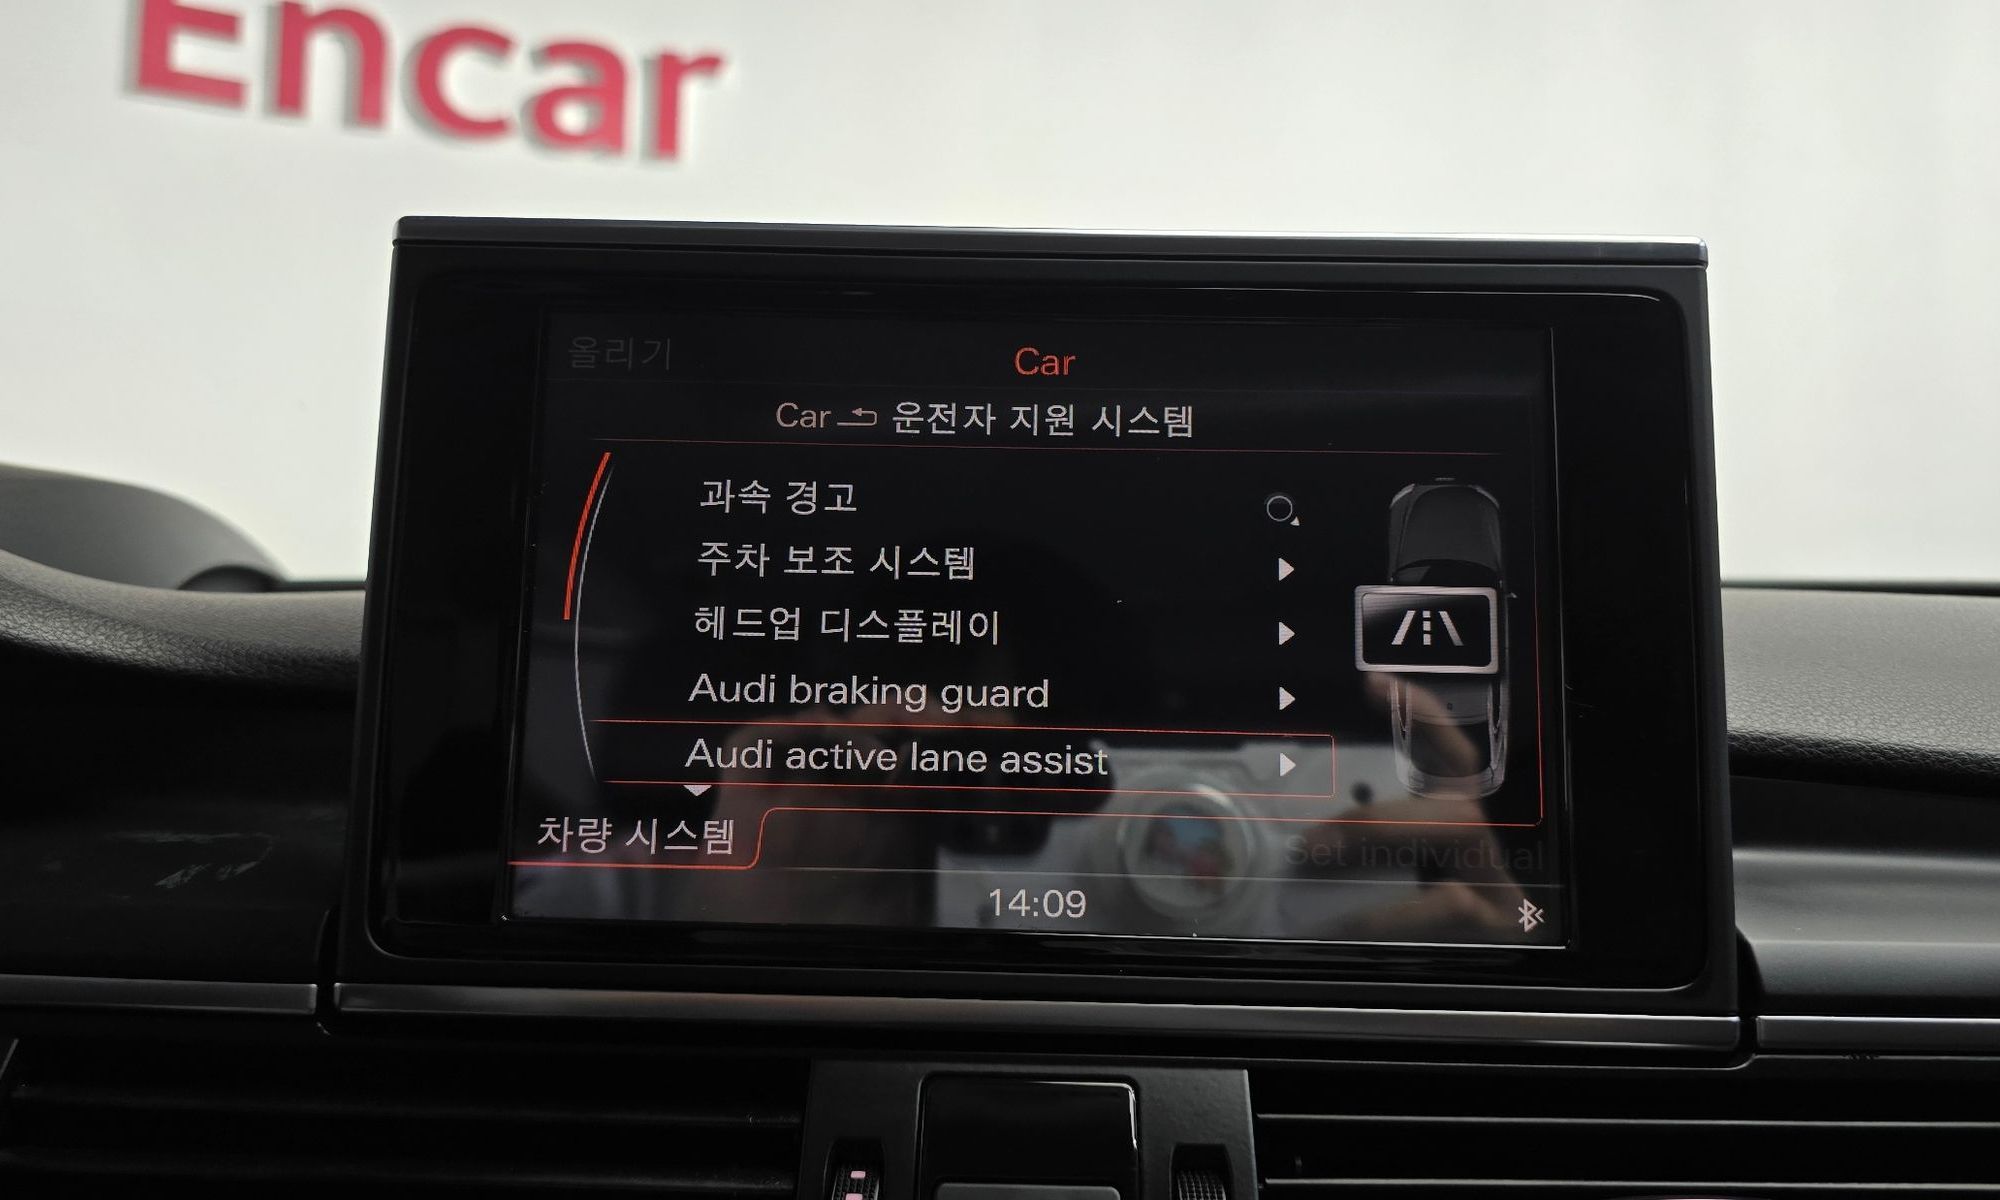 Encar
올리기
Car
Car 운전자 지원 시스템
과속 경고
주차 보조 시스템
헤드업 디스플레이
Audi braking guard
Audi active lane assist
차량 시스템
Set individual
14:09